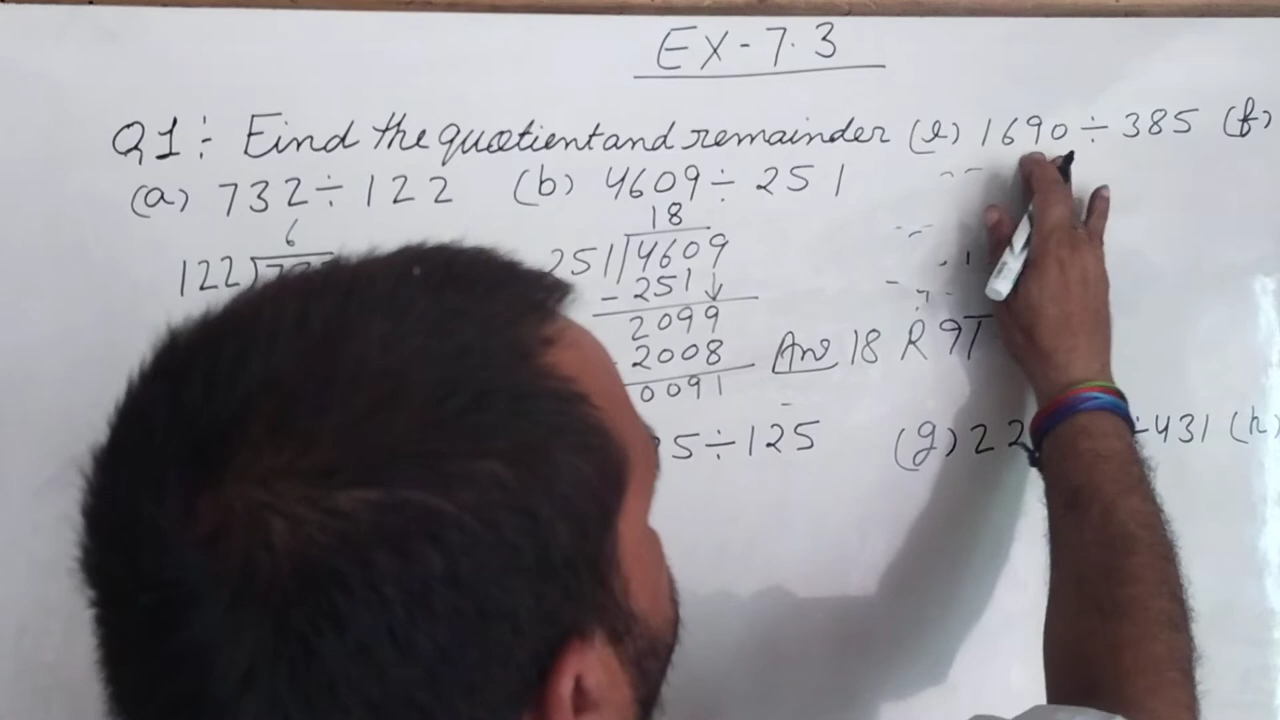 EX-7.3
Q1:- Find the quotient and remainder (e) 1690÷385 (f)
(a) 732÷122 (b) 4609÷251
6
122
18
251 4609
-251↓
2099
2008
0091
Ans 18 R 91
5÷125 (g) 22 ÷431 (h)